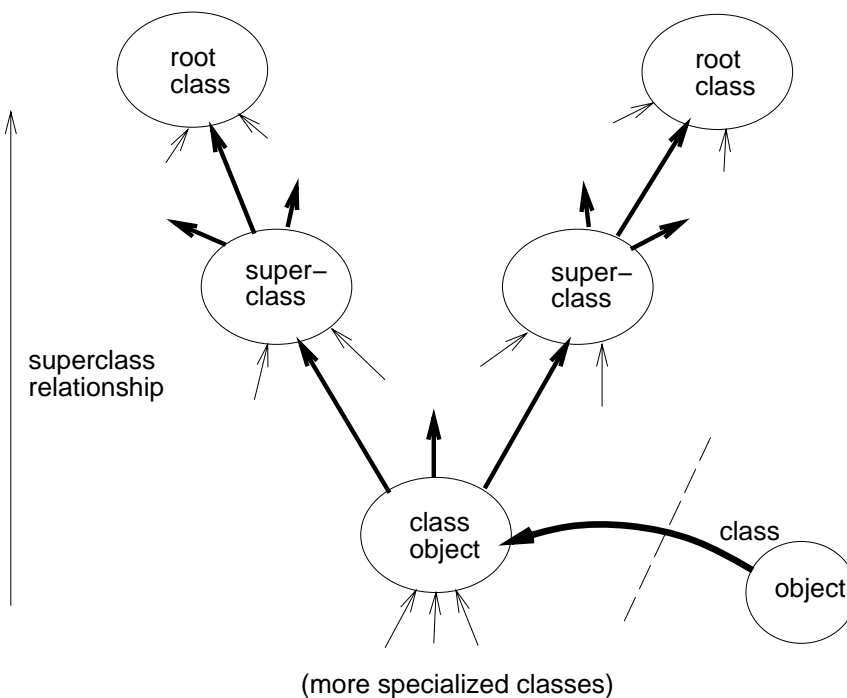 root
class
root
class
super–
class
super–
class
superclass
relationship
class
object
class
object
(more specialized classes)